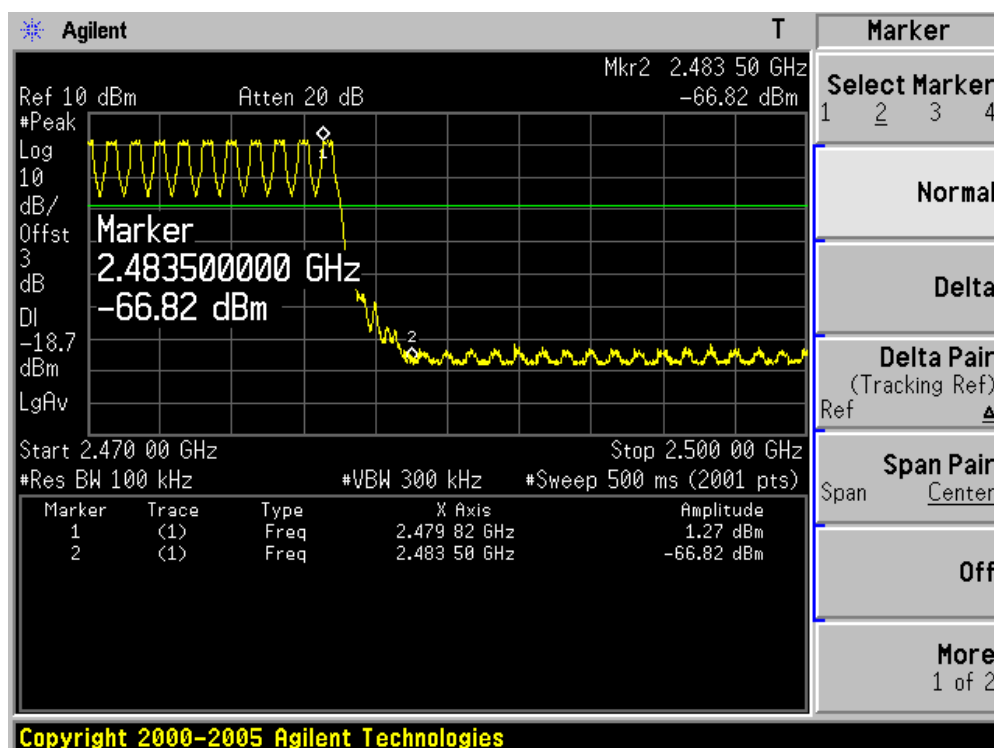 Agilent T Marker
Mkr2 2.483 50 GHz
Ref 10 dBm Atten 20 dB -66.82 dBm
#Peak
Log
10
dB/
Offst
3
dB
DI
-18.7
dBm
LgAv
1
2
Marker
2.483500000 GHz
-66.82 dBm
Start 2.470 00 GHz Stop 2.500 00 GHz
#Res BW 100 kHz #VBW 300 kHz #Sweep 500 ms (2001 pts)
Marker Trace Type X Axis Amplitude
1 (1) Freq 2.479 82 GHz 1.27 dBm
2 (1) Freq 2.483 50 GHz -66.82 dBm
Select Marker
1 2 3 4
Normal
Delta
Delta Pair
(Tracking Ref)
Ref Δ
Span Pair
Span Center
Off
More
1 of 2
Copyright 2000-2005 Agilent Technologies